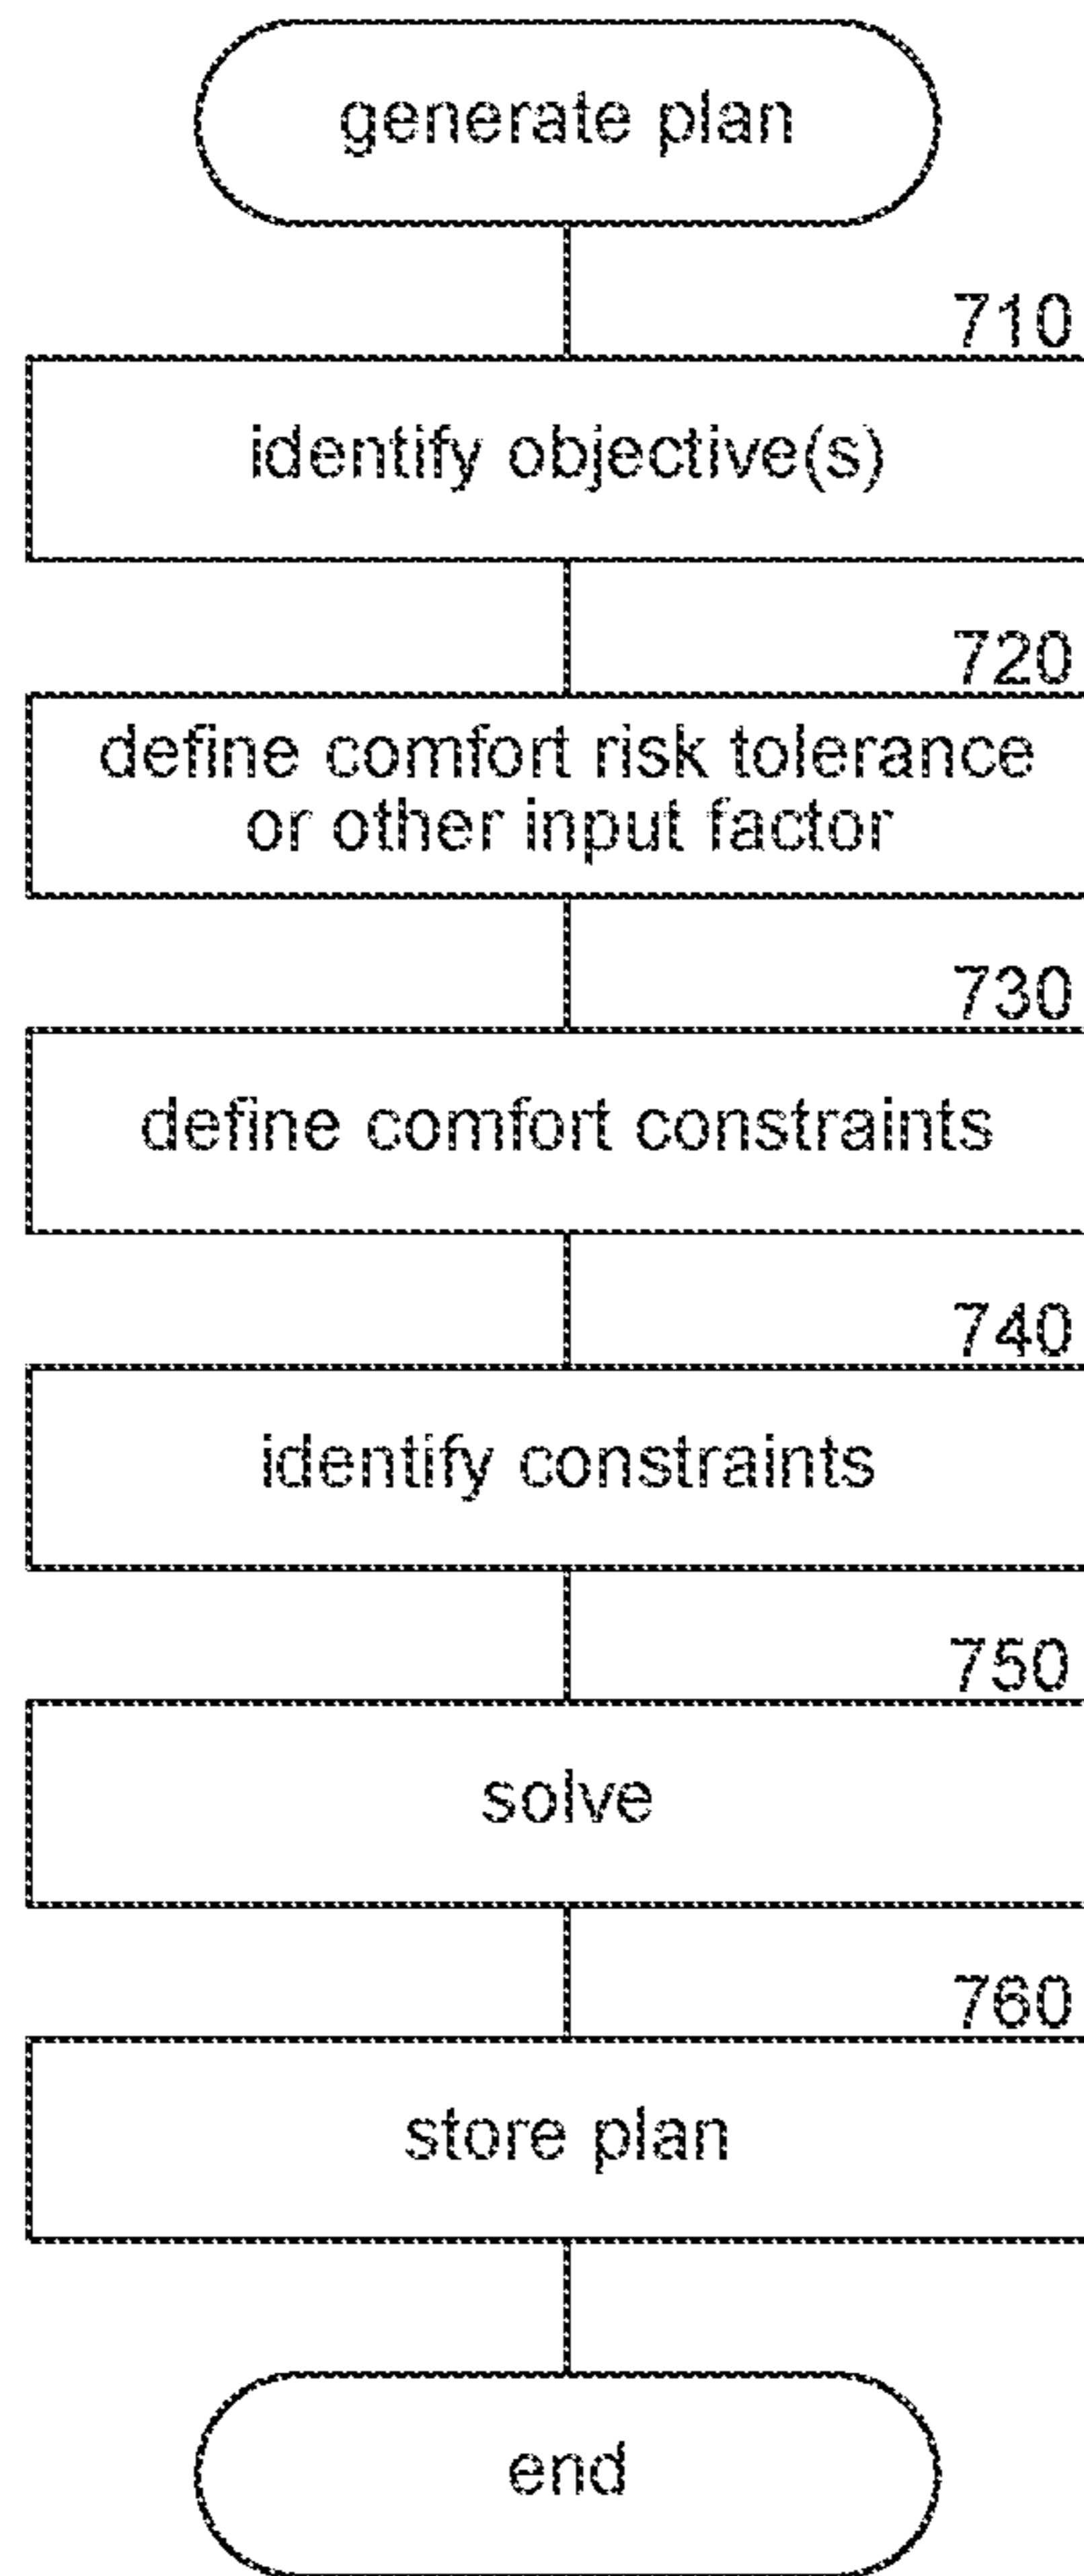 generate plan
710
identify objective(s)
720
define comfort risk tolerance
or other input factor
730
define comfort constraints
740
identify constraints
750
solve
760
store plan
end